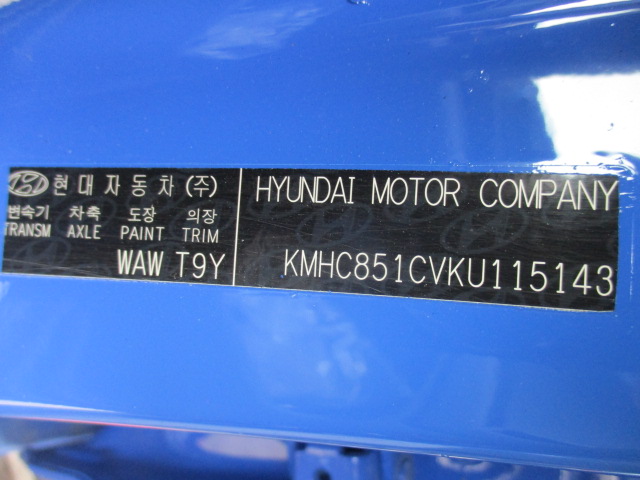 현대자동차(주)
변속기 차축 도장 의장
TRANSM AXLE PAINT TRIM
WAW T9Y
HYUNDAI MOTOR COMPANY
KMHC851CVKU115143